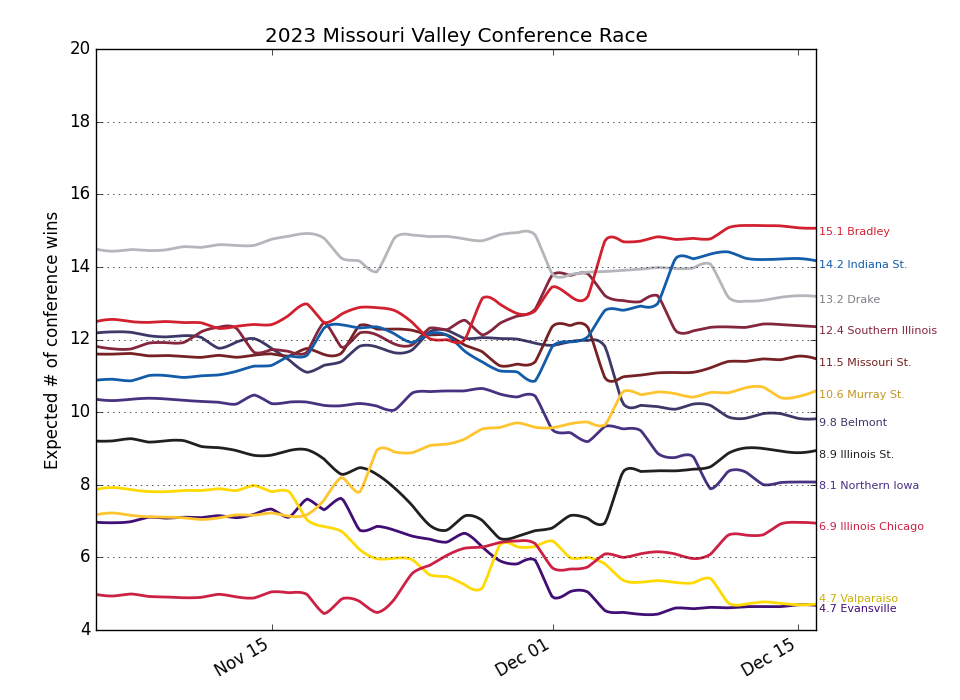 2023 Missouri Valley Conference Race
Expected # of conference wins
20
18
16
14
12
10
8
6
4
15.1 Bradley
14.2 Indiana St.
13.2 Drake
12.4 Southern Illinois
11.5 Missouri St.
10.6 Murray St.
9.8 Belmont
8.9 Illinois St.
8.1 Northern Iowa
6.9 Illinois Chicago
4.7 Valparaiso
4.7 Evansville
Nov 15
Dec 01
Dec 15